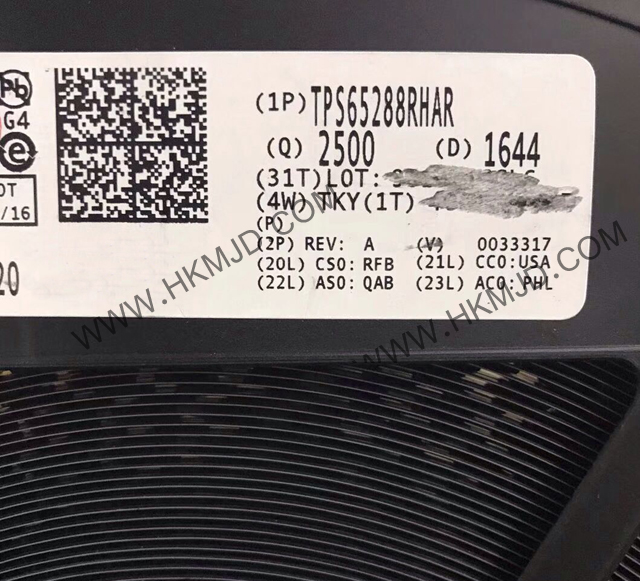 Pb
G4
e
OT
/16
20
(1P) TPS65288RHAR
(Q) 2500 (D) 1644
(31T)LOT:
(4W) TKY(1T)
(P)
(2P) REV: A (V) 0033317
(20L) CSO: RFB (21L) CCO:USA
(22L) ASO: QAB (23L) ACO: PHL
WWW.HKMJD.COM
WWW.HKMJD.COM